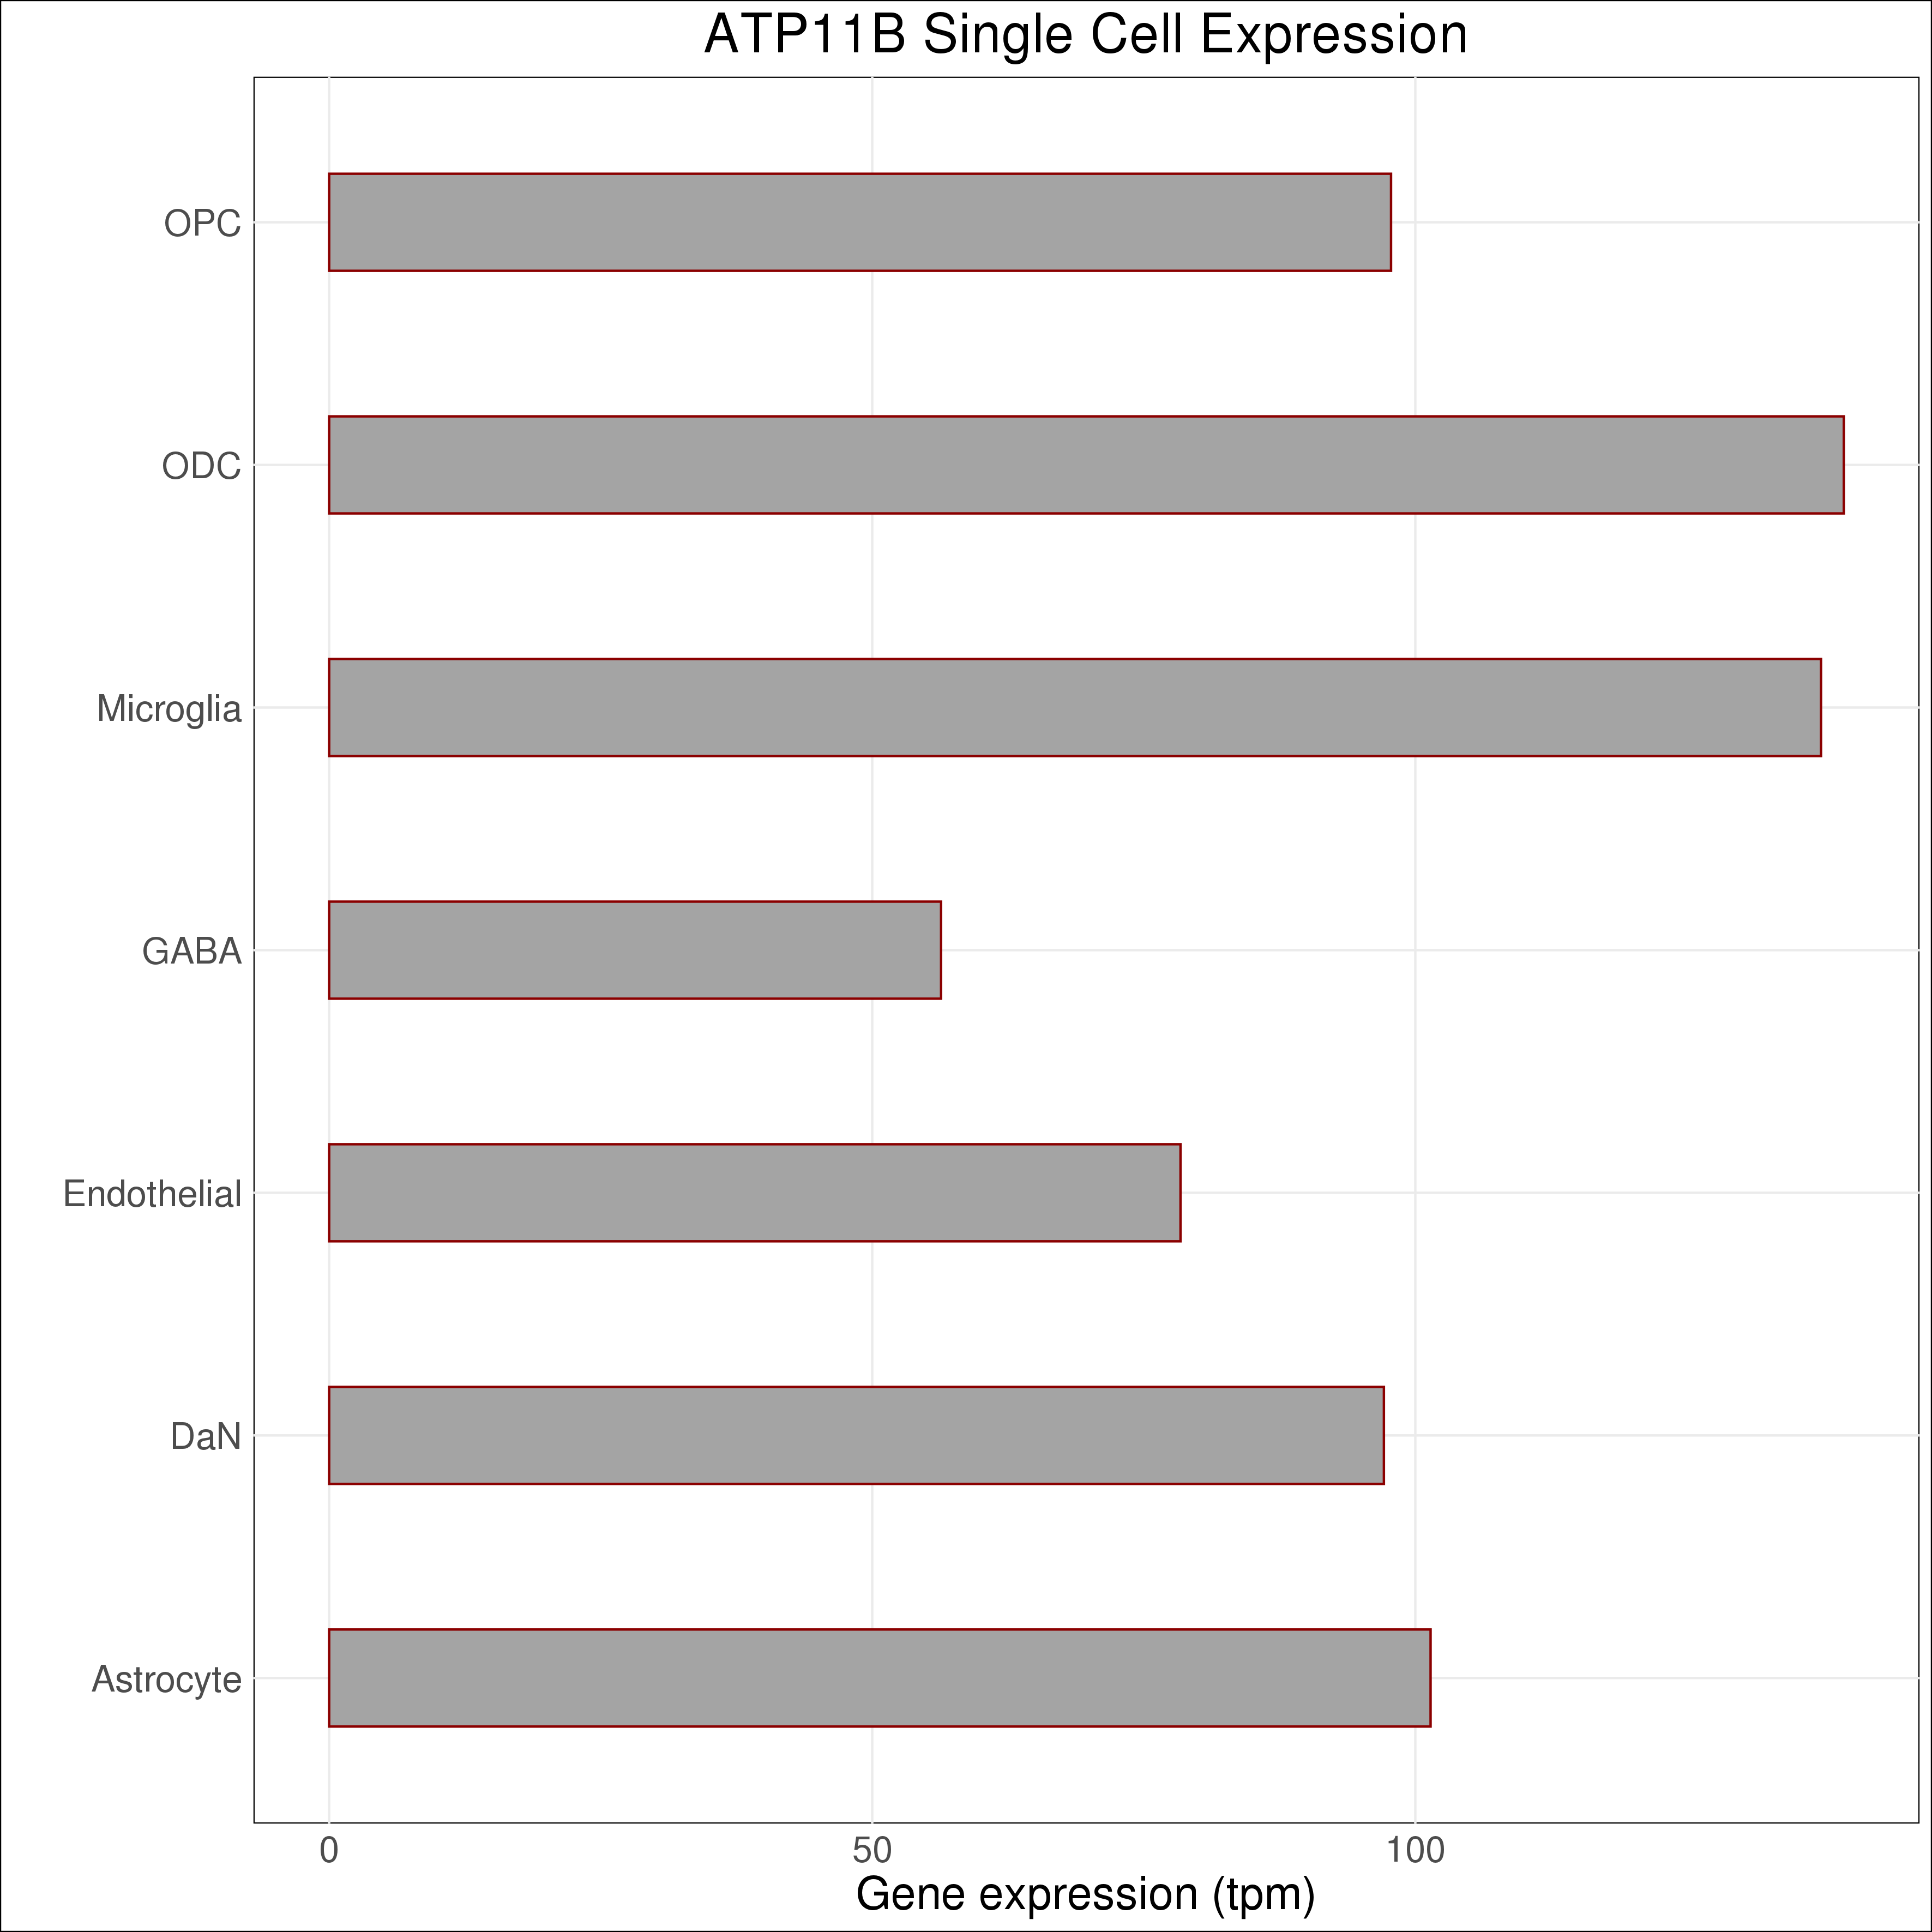 ATP11B Single Cell Expression
OPC
ODC
Microglia
GABA
Endothelial
DaN
Astrocyte
0 50 100
Gene expression (tpm)